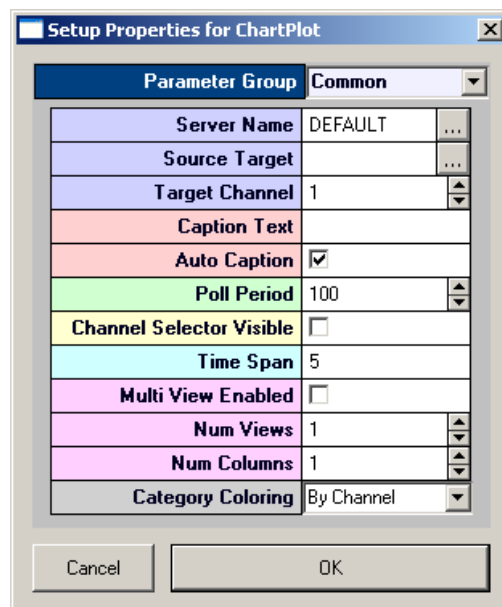 Setup Properties for ChartPlot
Parameter Group Common
Server Name DEFAULT ...
Source Target ...
Target Channel 1
Caption Text
Auto Caption
Poll Period 100
Channel Selector Visible
Time Span 5
Multi View Enabled
Num Views 1
Num Columns 1
Category Coloring By Channel
Cancel OK